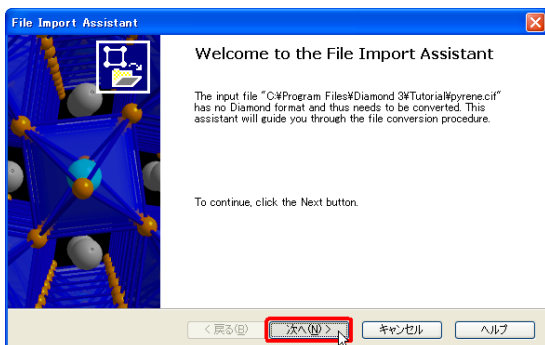 File Import Assistant
Welcome to the File Import Assistant
The input file "C:¥Program Files¥Diamond 3¥Tutorial¥pyrene.cif"
has no Diamond format and thus needs to be converted. This
assistant will guide you through the file conversion procedure.
To continue, click the Next button.
< 戻る(B) 次へ(N) > キャンセル ヘルプ